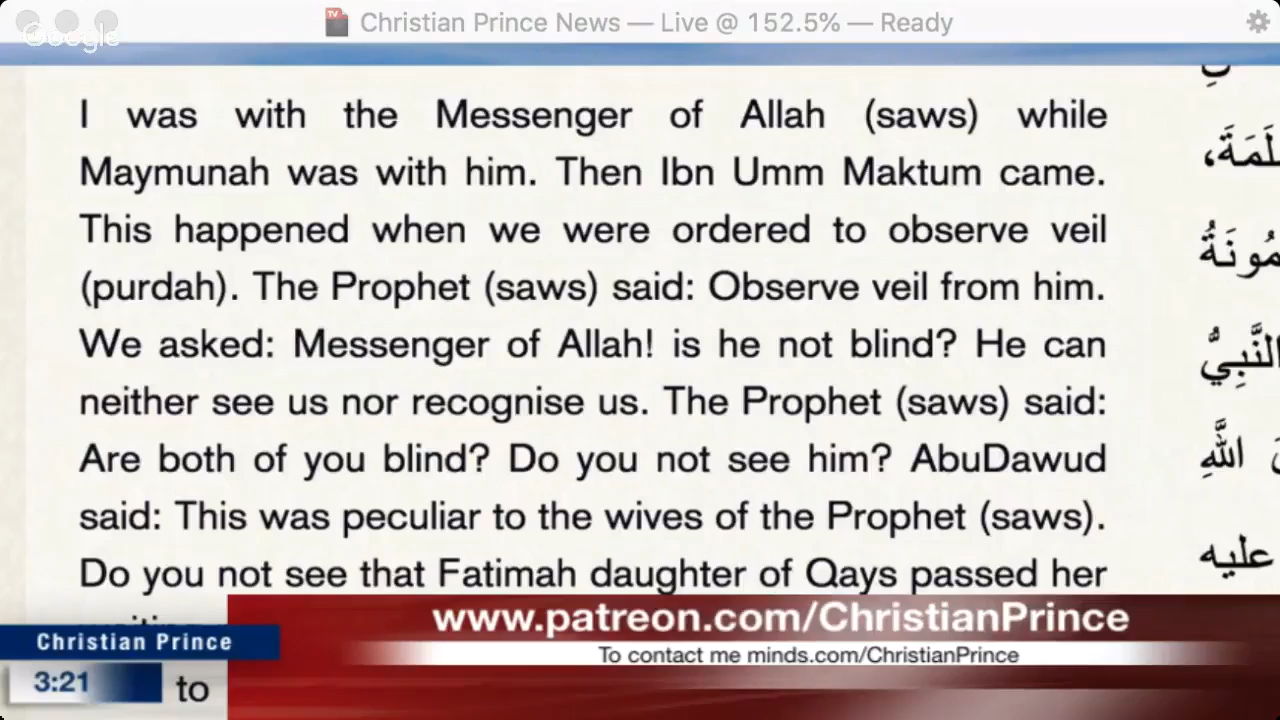 Christian Prince News — Live @ 152.5% — Ready
Google
I was with the Messenger of Allah (saws) while
Maymunah was with him. Then Ibn Umm Maktum came.
This happened when we were ordered to observe veil
(purdah). The Prophet (saws) said: Observe veil from him.
We asked: Messenger of Allah! is he not blind? He can
neither see us nor recognise us. The Prophet (saws) said:
Are both of you blind? Do you not see him? AbuDawud
said: This was peculiar to the wives of the Prophet (saws).
Do you not see that Fatimah daughter of Qays passed her
to
النَّبِيُّ
اللَّهِ
عليه
www.patreon.com/ChristianPrince
To contact me minds.com/ChristianPrince
Christian Prince
3:21